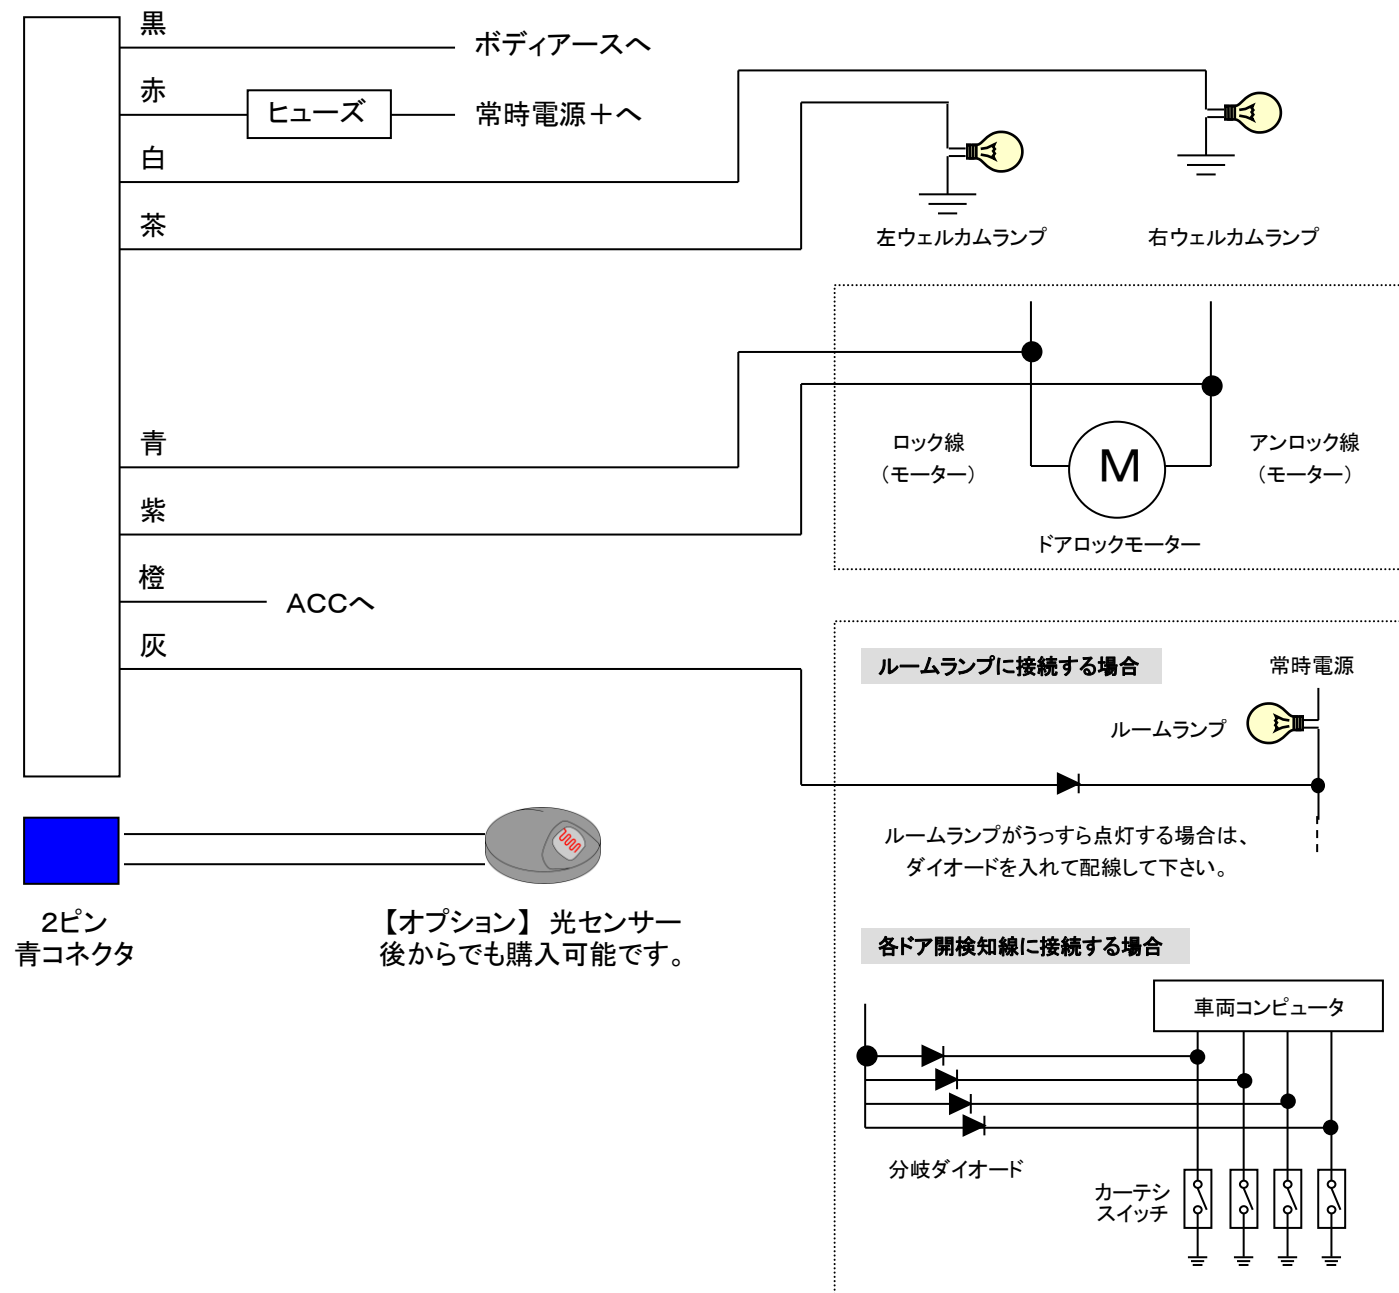 黒
ボディアースへ
赤
ヒューズ
常時電源＋へ
白
茶
左ウェルカムランプ
右ウェルカムランプ
青
ロック線
（モーター）
M
アンロック線
（モーター）
紫
ドアロックモーター
橙
ACCへ
灰
ルームランプに接続する場合
常時電源
ルームランプ
ルームランプがうっすら点灯する場合は、
ダイオードを入れて配線して下さい。
2ピン
青コネクタ
【オプション】 光センサー
後からでも購入可能です。
各ドア開検知線に接続する場合
車両コンピュータ
分岐ダイオード
カーテシ
スイッチ